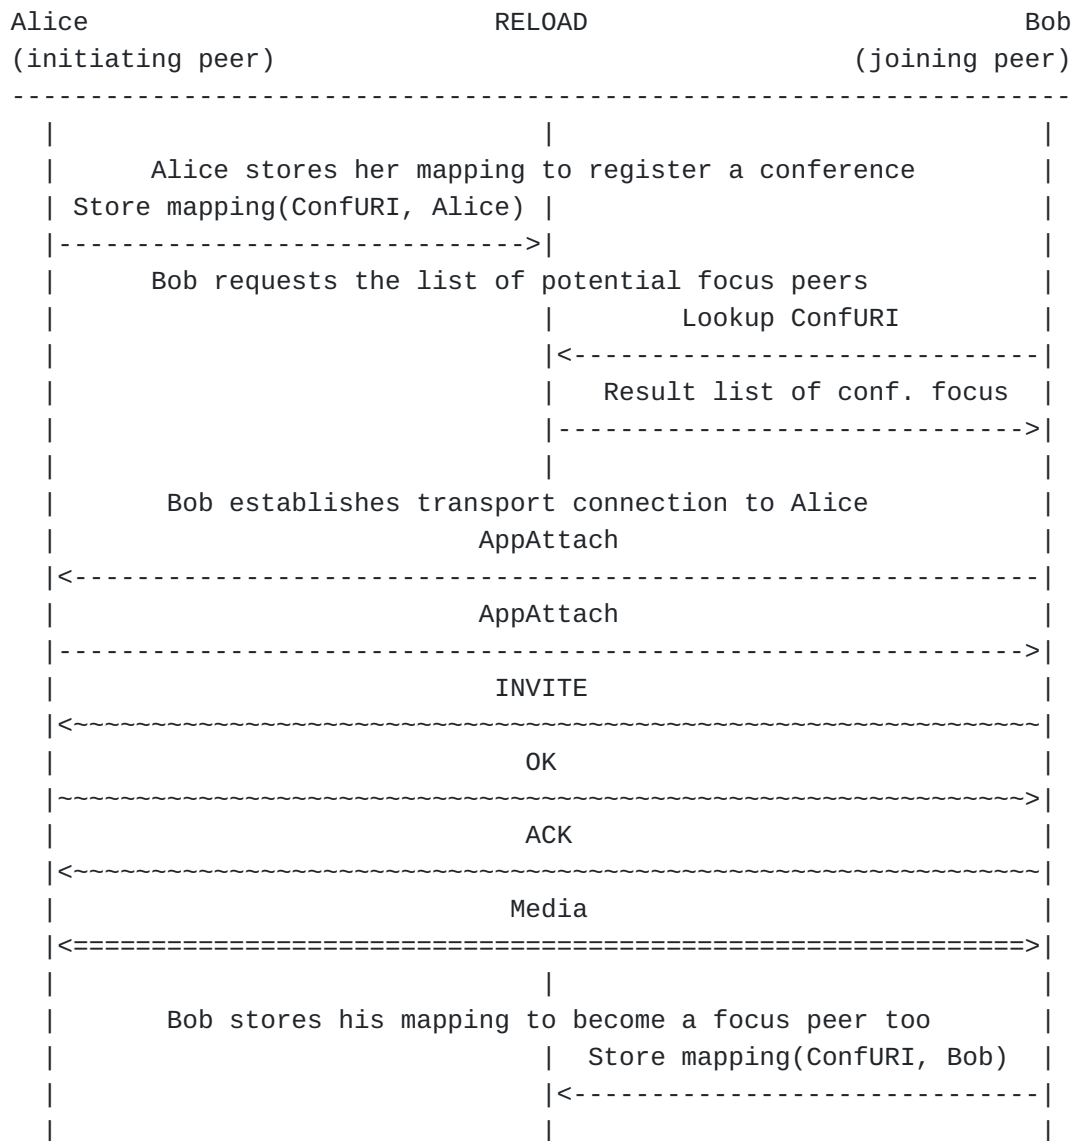 Alice                          RELOAD                            Bob
(initiating peer)                                     (joining peer)
--------------------------------------------------------------------
  |                               |                               |
  |      Alice stores her mapping to register a conference        |
  | Store mapping(ConfURI, Alice) |                               |
  |------------------------------>|                               |
  |      Bob requests the list of potential focus peers           |
  |                               |        Lookup ConfURI         |
  |                               |<------------------------------|
  |                               |   Result list of conf. focus  |
  |                               |------------------------------>|
  |                               |                               |
  |       Bob establishes transport connection to Alice           |
  |                           AppAttach                           |
  |<--------------------------------------------------------------|
  |                           AppAttach                           |
  |-------------------------------------------------------------->|
  |                            INVITE                             |
  |<~~~~~~~~~~~~~~~~~~~~~~~~~~~~~~~~~~~~~~~~~~~~~~~~~~~~~~~~~~~~~~|
  |                              OK                               |
  |~~~~~~~~~~~~~~~~~~~~~~~~~~~~~~~~~~~~~~~~~~~~~~~~~~~~~~~~~~~~~~>|
  |                              ACK                              |
  |<~~~~~~~~~~~~~~~~~~~~~~~~~~~~~~~~~~~~~~~~~~~~~~~~~~~~~~~~~~~~~~|
  |                             Media                             |
  |<=============================================================>|
  |                               |                               |
  |       Bob stores his mapping to become a focus peer too       |
  |                               |  Store mapping(ConfURI, Bob)  |
  |                               |<------------------------------|
  |                               |                               |